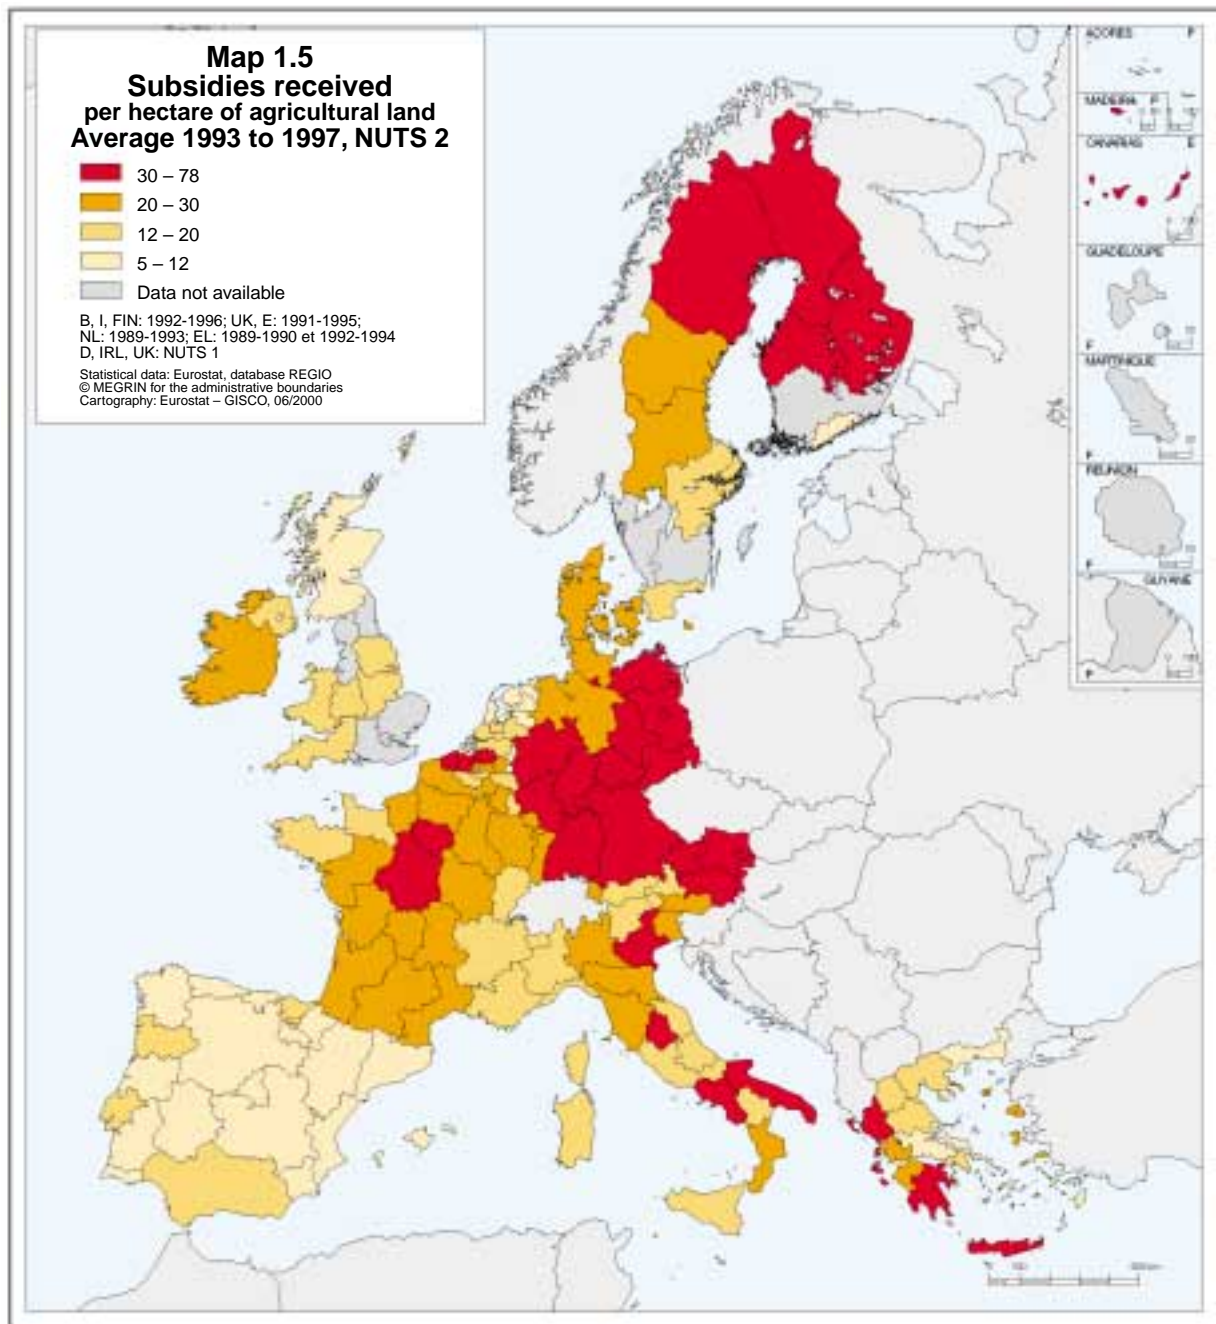 Map 1.5
Subsidies received
per hectare of agricultural land
Average 1993 to 1997, NUTS 2
30 – 78
20 – 30
12 – 20
5 – 12
Data not available
B, I, FIN: 1992-1996; UK, E: 1991-1995;
NL: 1989-1993; EL: 1989-1990 et 1992-1994
D, IRL, UK: NUTS 1
Statistical data: Eurostat, database REGIO
© MEGRIN for the administrative boundaries
Cartography: Eurostat – GISCO, 06/2000
AÇORES P
MADEIRA P
CANARIAS E
GUADELOUPE
F
MARTINIQUE
F
REUNION
F
GUYANE
F